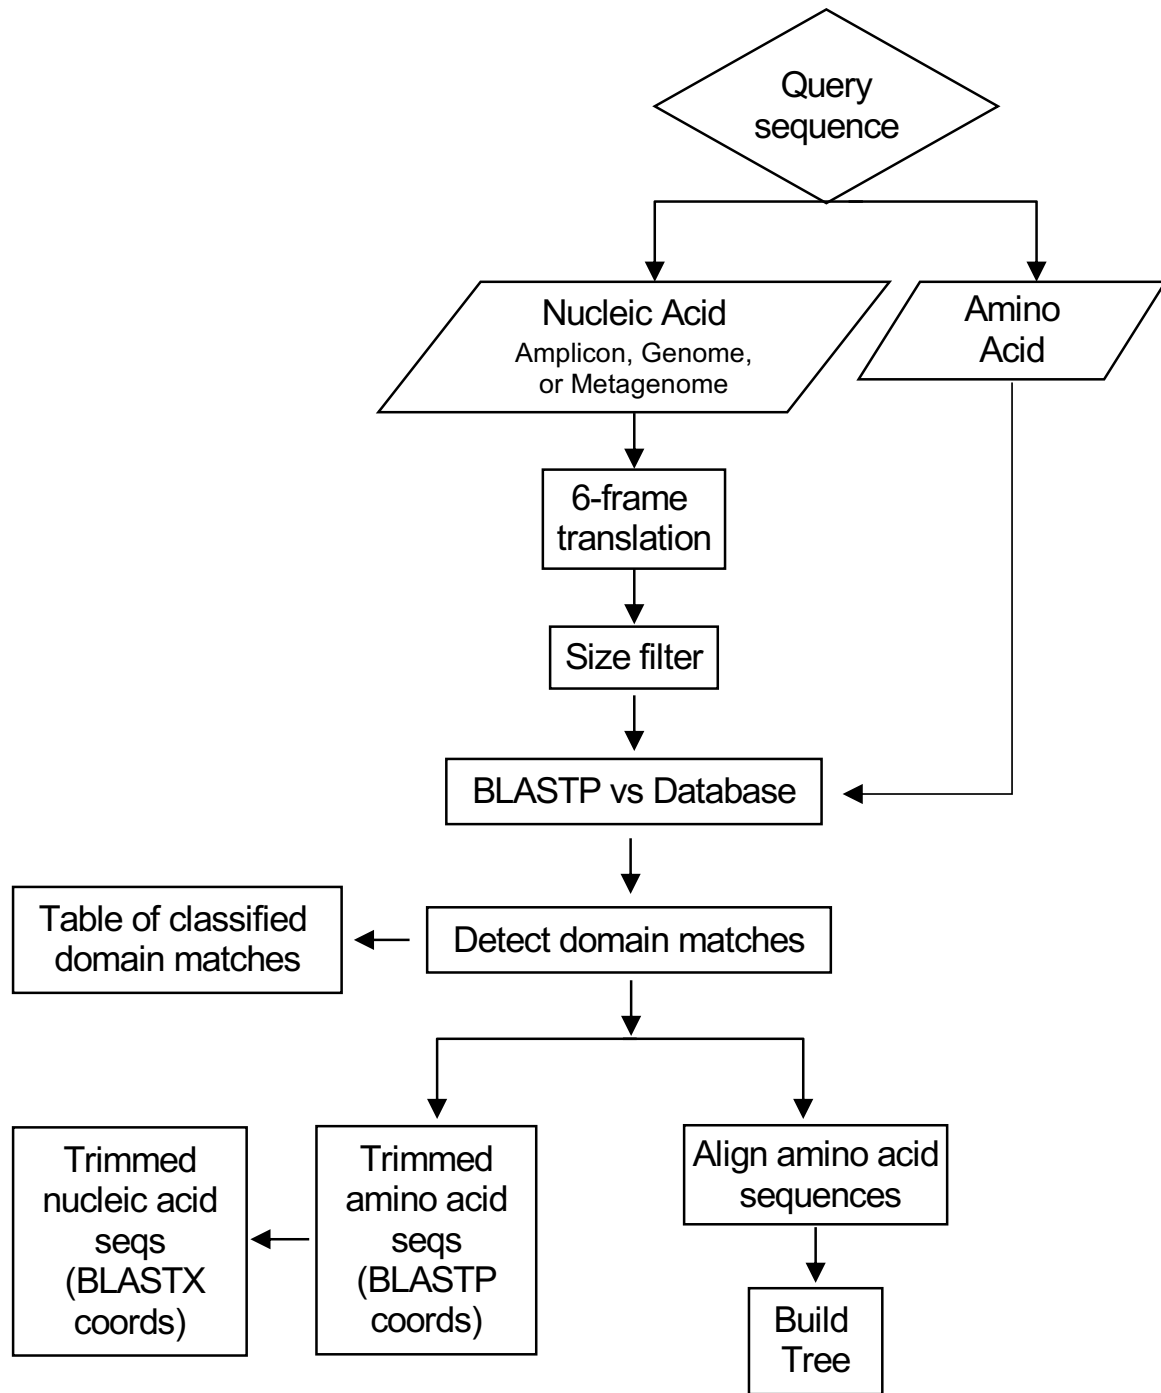 Query
sequence
Nucleic Acid
Amplicon, Genome,
or Metagenome
Amino
Acid
6-frame
translation
Size filter
BLASTP vs Database
Table of classified
domain matches
Detect domain matches
Trimmed
nucleic acid
seqs
(BLASTX
coords)
Trimmed
amino acid
seqs
(BLASTP
coords)
Align amino acid
sequences
Build
Tree